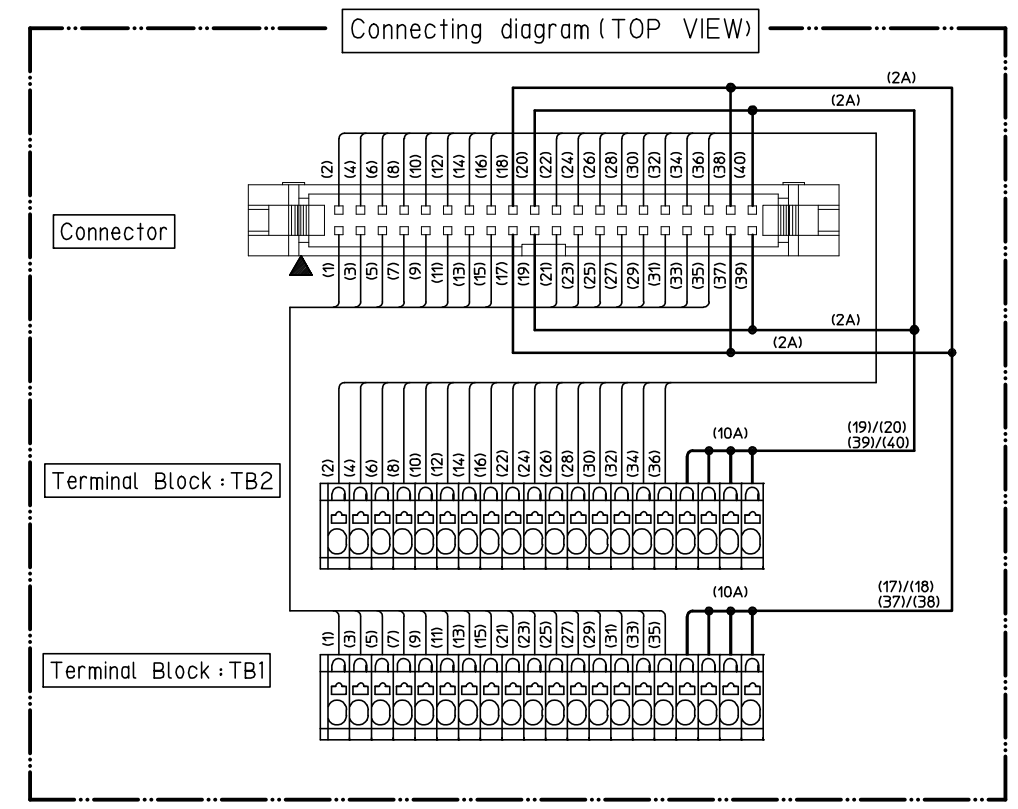 Connecting diagram (TOP VIEW)
(2A)
(2A)
(2) (4) (6) (8) (10) (12) (14) (16) (18) (20) (22) (24) (26) (28) (30) (32) (34) (36) (38) (40)
Connector
(1) (3) (5) (7) (9) (11) (13) (15) (17) (19) (21) (23) (25) (27) (29) (31) (33) (35) (37) (39)
(2A)
(2A)
(19)/(20)
(10A) (39)/(40)
(2) (4) (6) (8) (10) (12) (14) (16) (22) (24) (26) (28) (30) (32) (34) (36)
Terminal Block : TB2
(17)/(18)
(10A) (37)/(38)
(1) (3) (5) (7) (9) (11) (13) (15) (21) (23) (25) (27) (29) (31) (33) (35)
Terminal Block : TB1